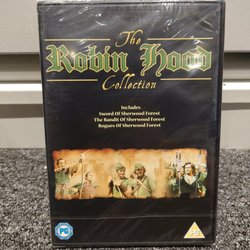 The
Robin Hood
Collection
Includes
Sword Of Sherwood Forest
The Bandit Of Sherwood Forest
Rogues Of Sherwood Forest
PG